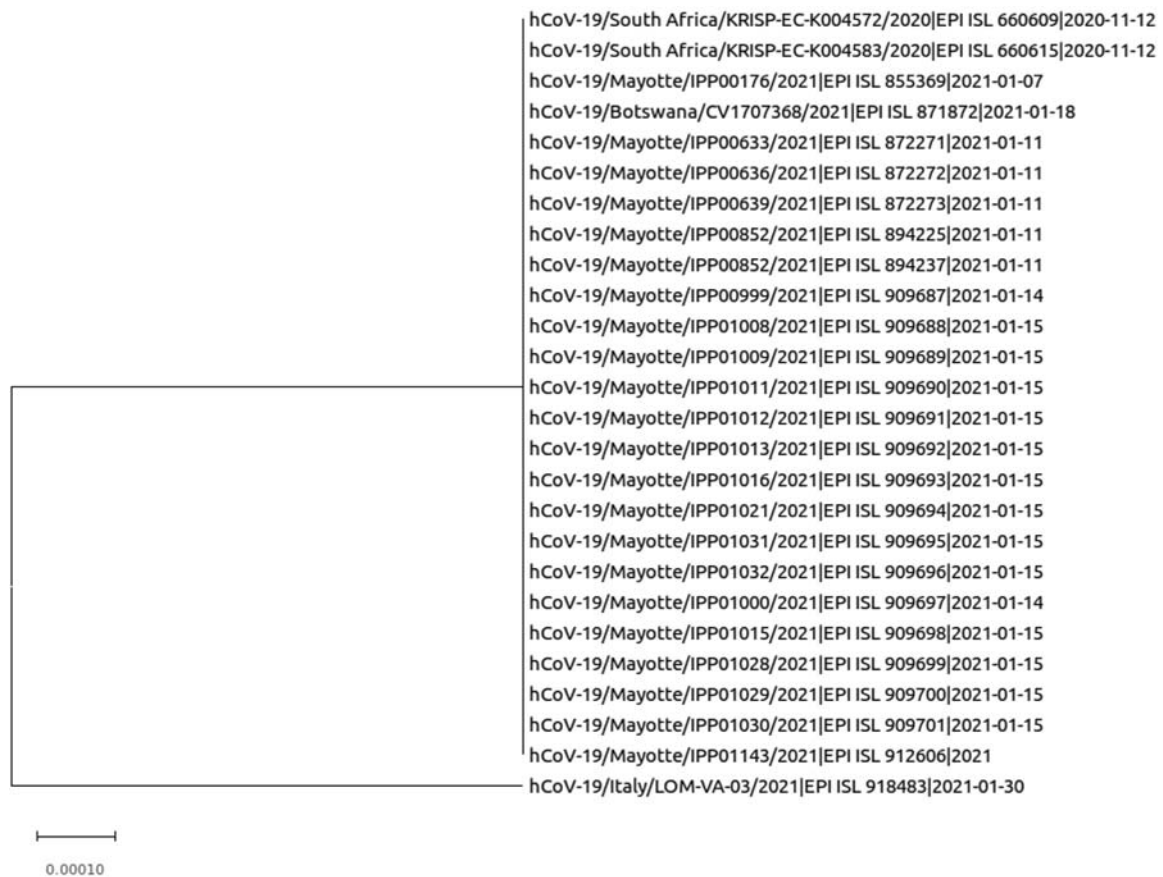 hCoV-19/South Africa/KRISP-EC-K004572/2020|EPI ISL 660609|2020-11-12
hCoV-19/South Africa/KRISP-EC-K004583/2020|EPI ISL 660615|2020-11-12
hCoV-19/Mayotte/IPP00176/2021|EPI ISL 855369|2021-01-07
hCoV-19/Botswana/CV1707368/2021|EPI ISL 871872|2021-01-18
hCoV-19/Mayotte/IPP00633/2021|EPI ISL 872271|2021-01-11
hCoV-19/Mayotte/IPP00636/2021|EPI ISL 872272|2021-01-11
hCoV-19/Mayotte/IPP00639/2021|EPI ISL 872273|2021-01-11
hCoV-19/Mayotte/IPP00852/2021|EPI ISL 894225|2021-01-11
hCoV-19/Mayotte/IPP00852/2021|EPI ISL 894237|2021-01-11
hCoV-19/Mayotte/IPP00999/2021|EPI ISL 909687|2021-01-14
hCoV-19/Mayotte/IPP01008/2021|EPI ISL 909688|2021-01-15
hCoV-19/Mayotte/IPP01009/2021|EPI ISL 909689|2021-01-15
hCoV-19/Mayotte/IPP01011/2021|EPI ISL 909690|2021-01-15
hCoV-19/Mayotte/IPP01012/2021|EPI ISL 909691|2021-01-15
hCoV-19/Mayotte/IPP01013/2021|EPI ISL 909692|2021-01-15
hCoV-19/Mayotte/IPP01016/2021|EPI ISL 909693|2021-01-15
hCoV-19/Mayotte/IPP01021/2021|EPI ISL 909694|2021-01-15
hCoV-19/Mayotte/IPP01031/2021|EPI ISL 909695|2021-01-15
hCoV-19/Mayotte/IPP01032/2021|EPI ISL 909696|2021-01-15
hCoV-19/Mayotte/IPP01000/2021|EPI ISL 909697|2021-01-14
hCoV-19/Mayotte/IPP01015/2021|EPI ISL 909698|2021-01-15
hCoV-19/Mayotte/IPP01028/2021|EPI ISL 909699|2021-01-15
hCoV-19/Mayotte/IPP01029/2021|EPI ISL 909700|2021-01-15
hCoV-19/Mayotte/IPP01030/2021|EPI ISL 909701|2021-01-15
hCoV-19/Mayotte/IPP01143/2021|EPI ISL 912606|2021
hCoV-19/Italy/LOM-VA-03/2021|EPI ISL 918483|2021-01-30
0.00010